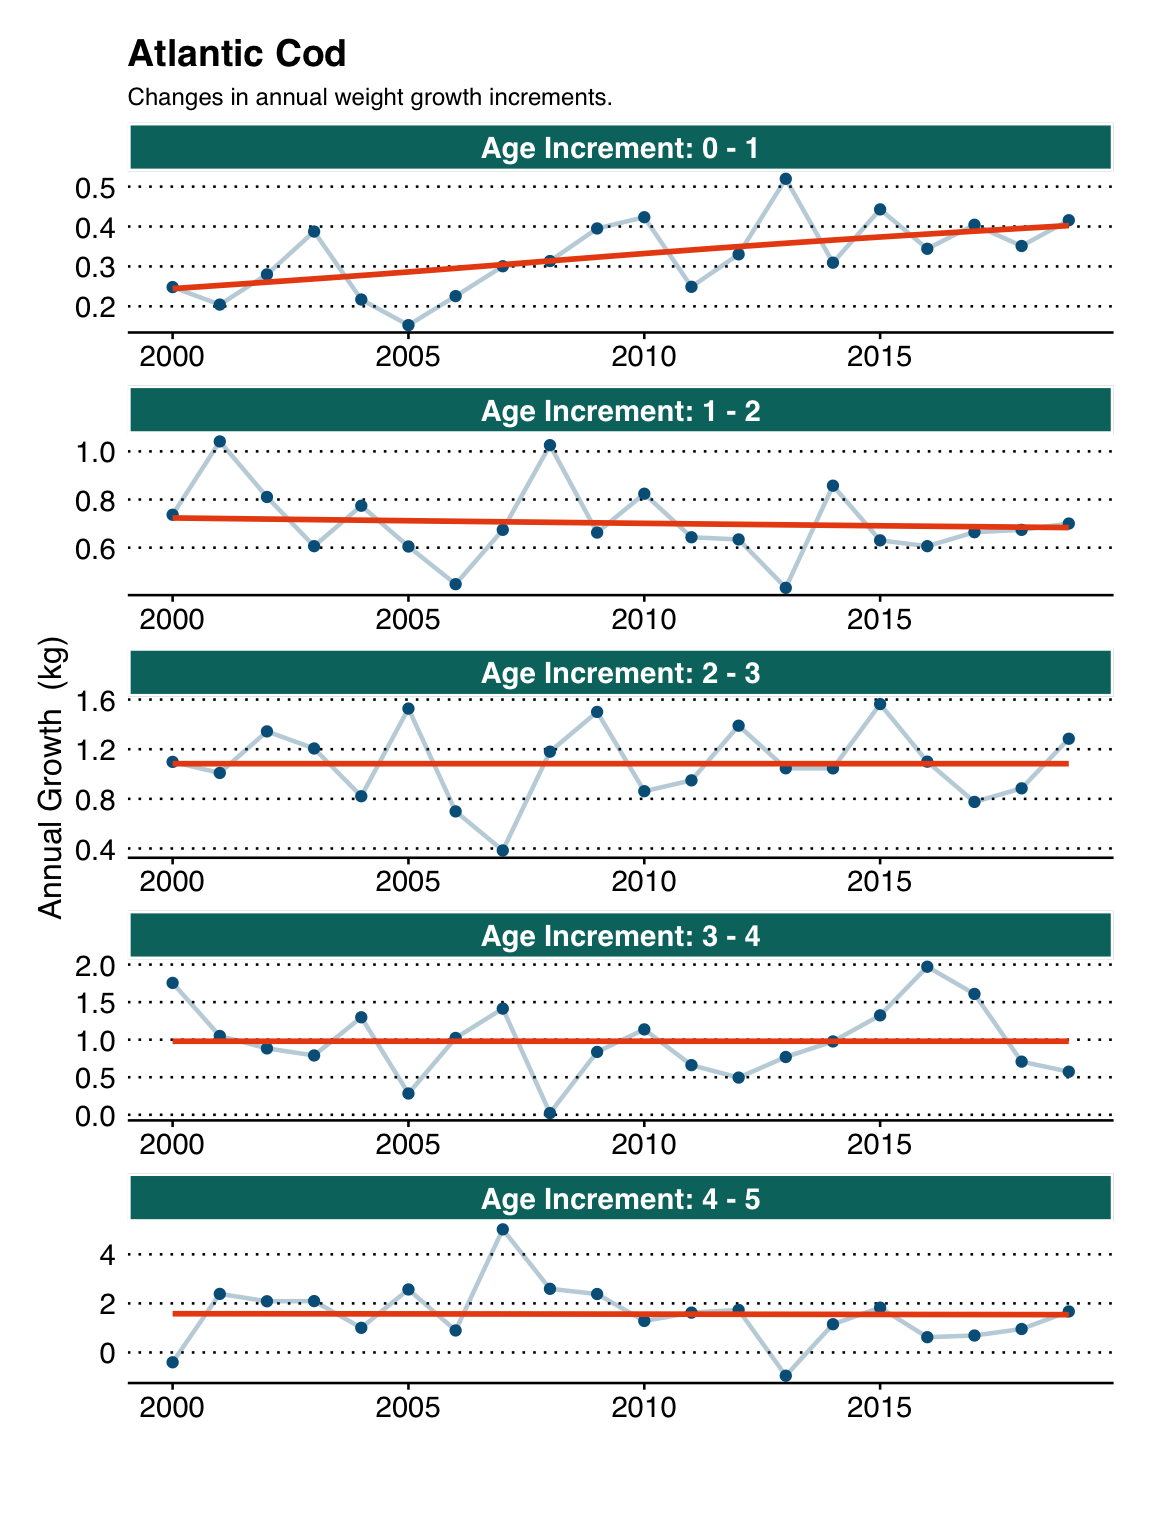 Atlantic Cod
Changes in annual weight growth increments.
Annual Growth  (kg)
Age Increment: 0 - 1
0.5
0.4
0.3
0.2
2000 2005 2010 2015
Age Increment: 1 - 2
1.0
0.8
0.6
2000 2005 2010 2015
Age Increment: 2 - 3
1.6
1.2
0.8
0.4
2000 2005 2010 2015
Age Increment: 3 - 4
2.0
1.5
1.0
0.5
0.0
2000 2005 2010 2015
Age Increment: 4 - 5
4
2
0
2000 2005 2010 2015